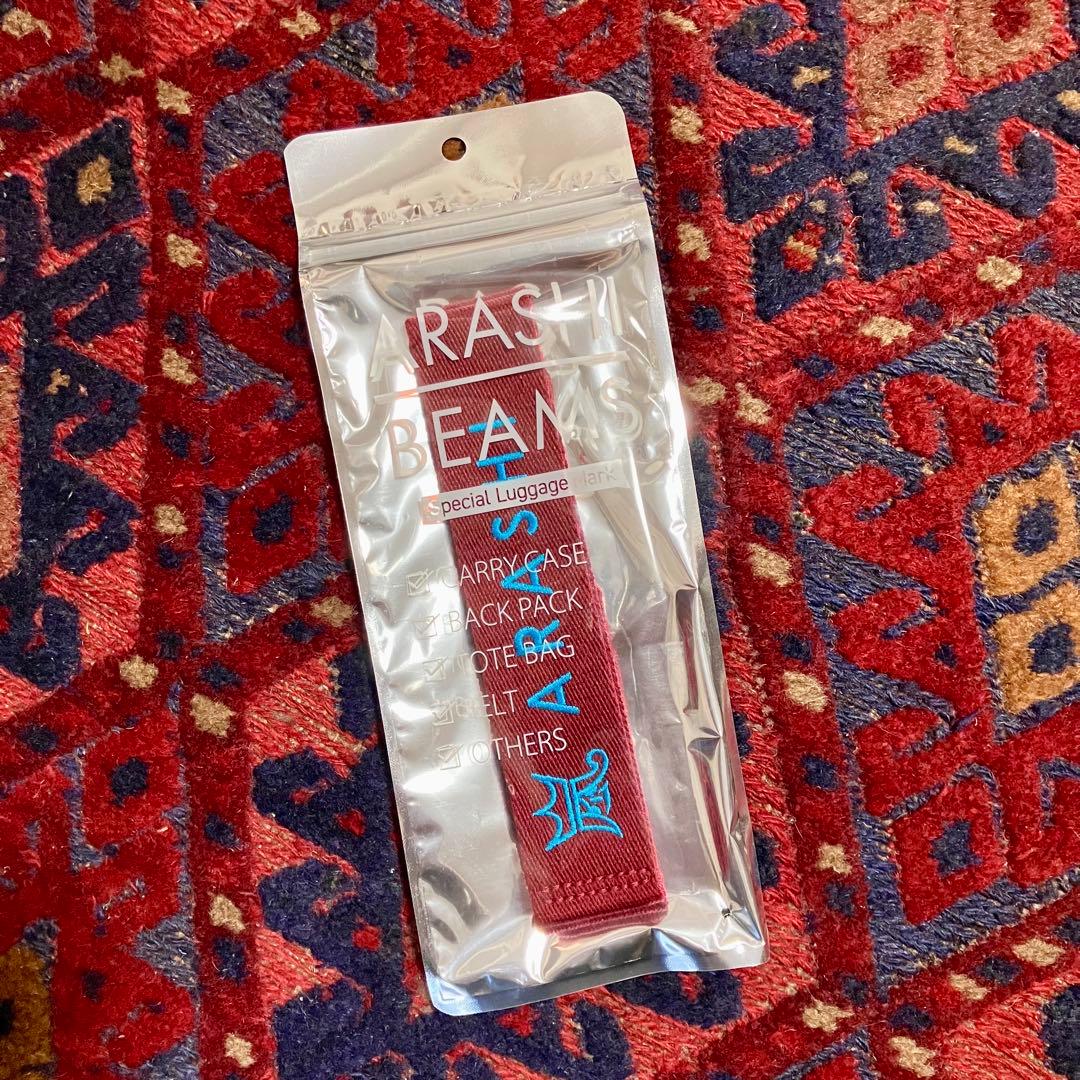 ARASHI
BEAMS
Special Luggage Mark
CARRY CASE
BACK PACK
TOTE BAG
BELT
OTHERS
ARASHI